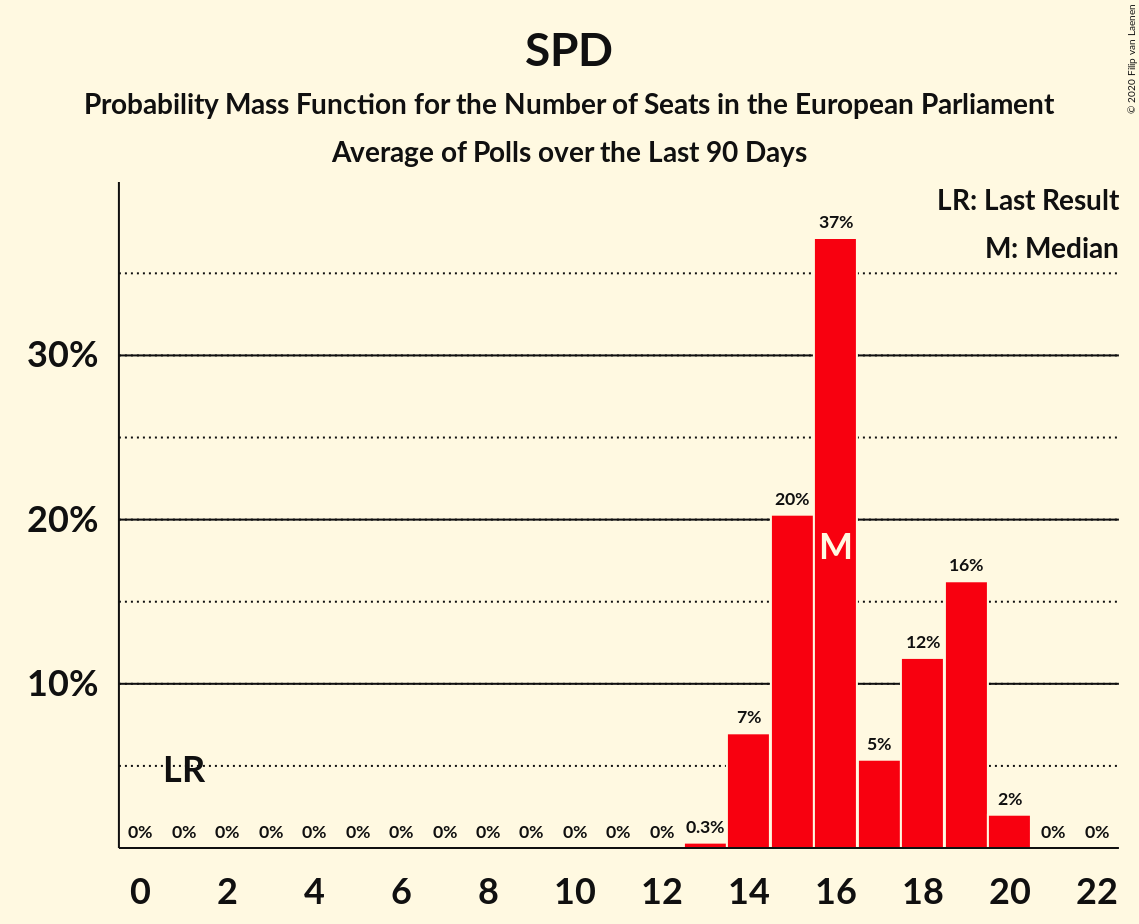 SPD
Probability Mass Function for the Number of Seats in the European Parliament
Average of Polls over the Last 90 Days
© 2020 Filip van Laenen
LR: Last Result
M: Median
37%
30%
20%
20%
M
16%
12%
10%
7%
5%
LR
2%
0% 0% 0% 0% 0% 0% 0% 0% 0% 0% 0% 0% 0% 0.3% 0% 0%
0 2 4 6 8 10 12 14 16 18 20 22